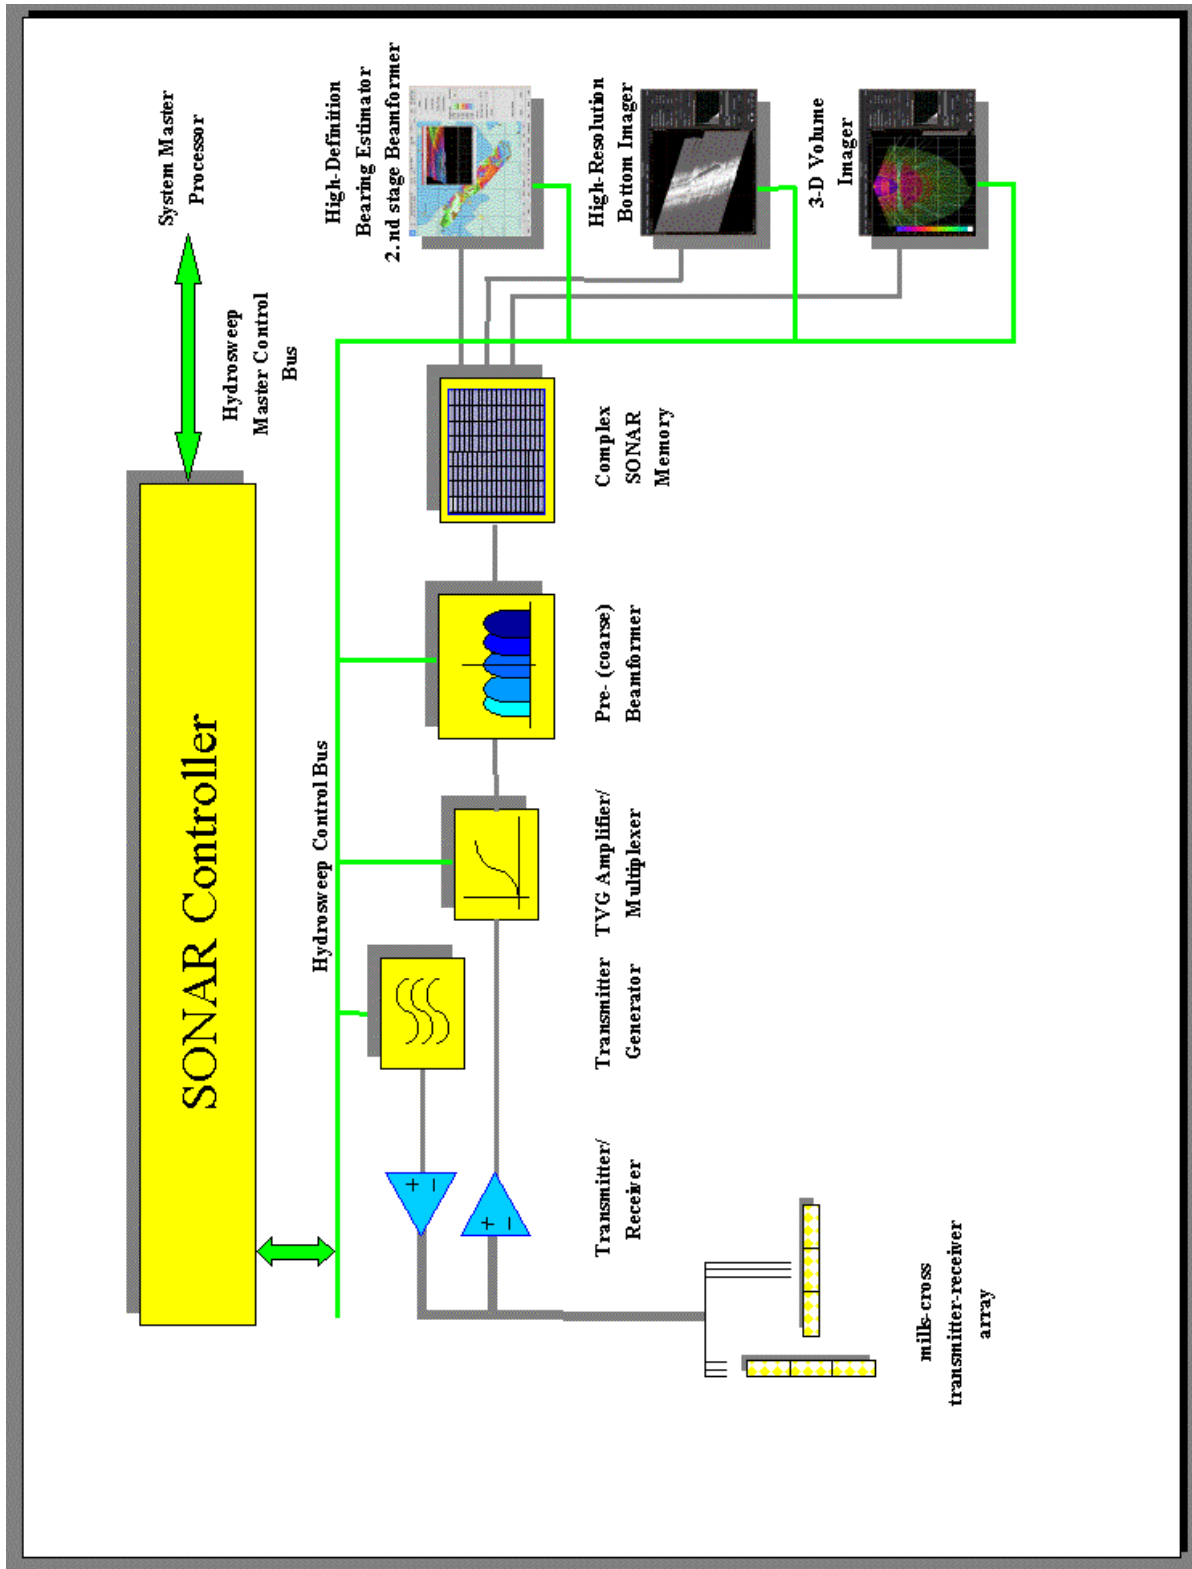 SONAR Controller
Hydrosweep
Master Control
Bus
System Master
Processor
Hydrosweep Control Bus
High-Definition
Bearing Estimator
2.nd stage Beamformer
High-Resolution
Bottom Imager
3-D Volume
Imager
Transmitter/
Receiver
Transmitter
Generator
TVG Amplifier/
Multiplexer
Pre- (coarse)
Beamformer
Complex
SONAR
Memory
mills-cross
transmitter-receiver
array
+
−
+
−